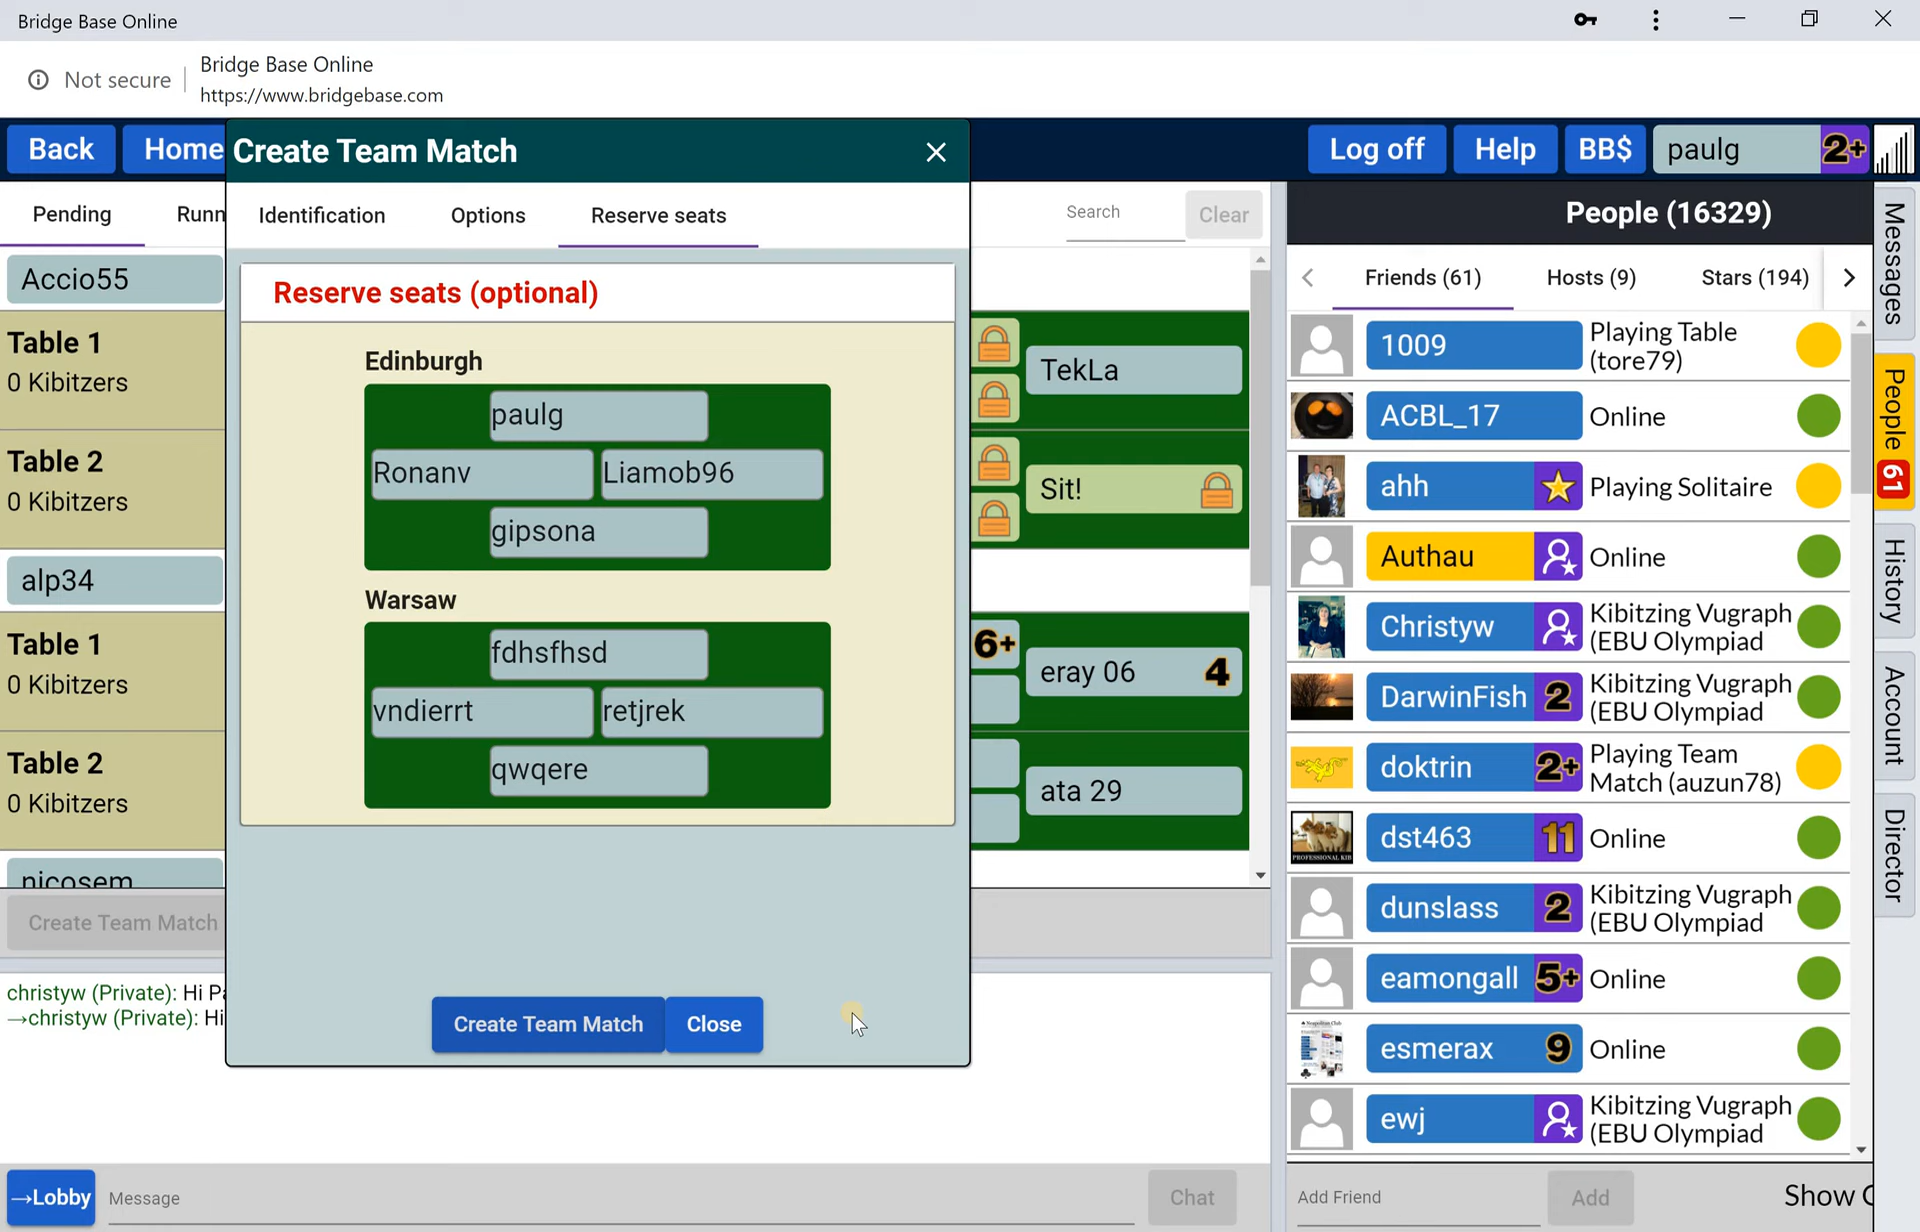 Bridge Base Online
Not secure
Bridge Base Online
https://www.bridgebase.com
Back
Home
Create Team Match
Log off
Help
BB$
paulg
2+
Pending
Identification
Options
Reserve seats
Search
Clear
Accio55
Table 1
0 Kibitzers
Table 2
0 Kibitzers
alp34
Table 1
0 Kibitzers
Table 2
0 Kibitzers
nicosem
Create Team Match
Reserve seats (optional)
Edinburgh
paulg
Ronanv
Liamob96
gipsona
Warsaw
fdhsfhsd
vndierrt
retjrek
qwqere
Create Team Match
Close
TekLa
Sit!
6+
eray 06
4
ata 29
christyw (Private): Hi
→christyw (Private): Hi
→Lobby
Message
Chat
People (16329)
Friends (61)
Hosts (9)
Stars (194)
1009
Playing Table
(tore79)
ACBL_17
Online
ahh
Playing Solitaire
Authau
Online
Christyw
Kibitzing Vugraph
(EBU Olympiad
DarwinFish
2
Kibitzing Vugraph
(EBU Olympiad
doktrin
2+
Playing Team
Match (auzun78)
dst463
11
Online
dunslass
2
Kibitzing Vugraph
(EBU Olympiad
eamongall
5+
Online
esmerax
9
Online
ewj
Kibitzing Vugraph
(EBU Olympiad
Add Friend
Add
Show
Messages
People
61
History
Account
Director